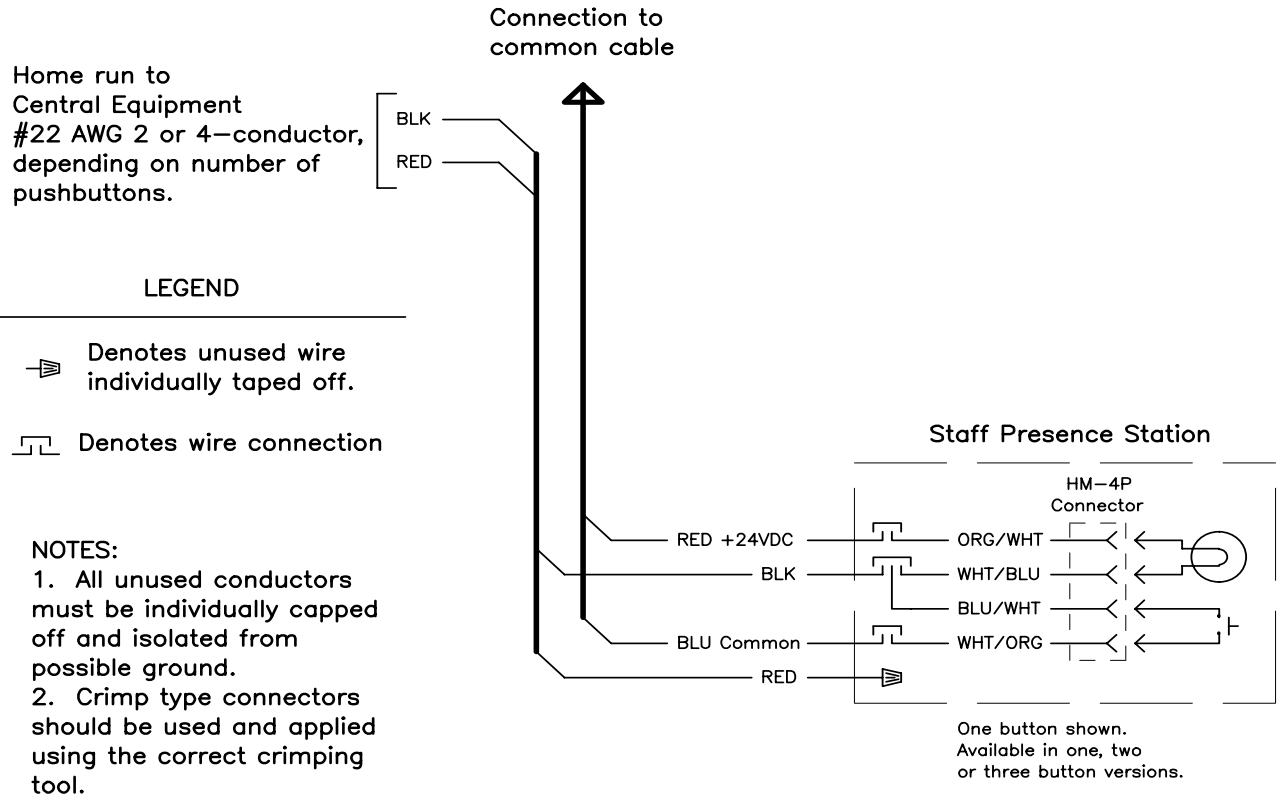 Connection to
common cable
Home run to
Central Equipment
#22 AWG 2 or 4-conductor,
depending on number of
pushbuttons.
BLK
RED
LEGEND
Denotes unused wire
individually taped off.
Denotes wire connection
NOTES:
1. All unused conductors
must be individually capped
off and isolated from
possible ground.
2. Crimp type connectors
should be used and applied
using the correct crimping
tool.
Staff Presence Station
HM-4P
Connector
RED +24VDC
ORG/WHT
BLK
WHT/BLU
BLU/WHT
BLU Common
WHT/ORG
RED
One button shown.
Available in one, two
or three button versions.